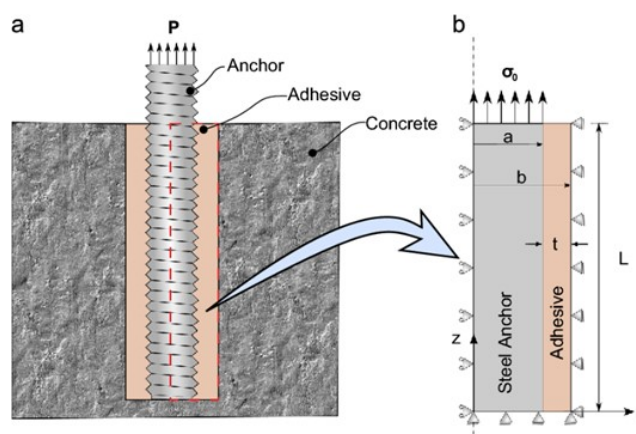 a
P
Anchor
Adhesive
Concrete
b
σ₀
a
b
t
L
z
Steel Anchor
Adhesive